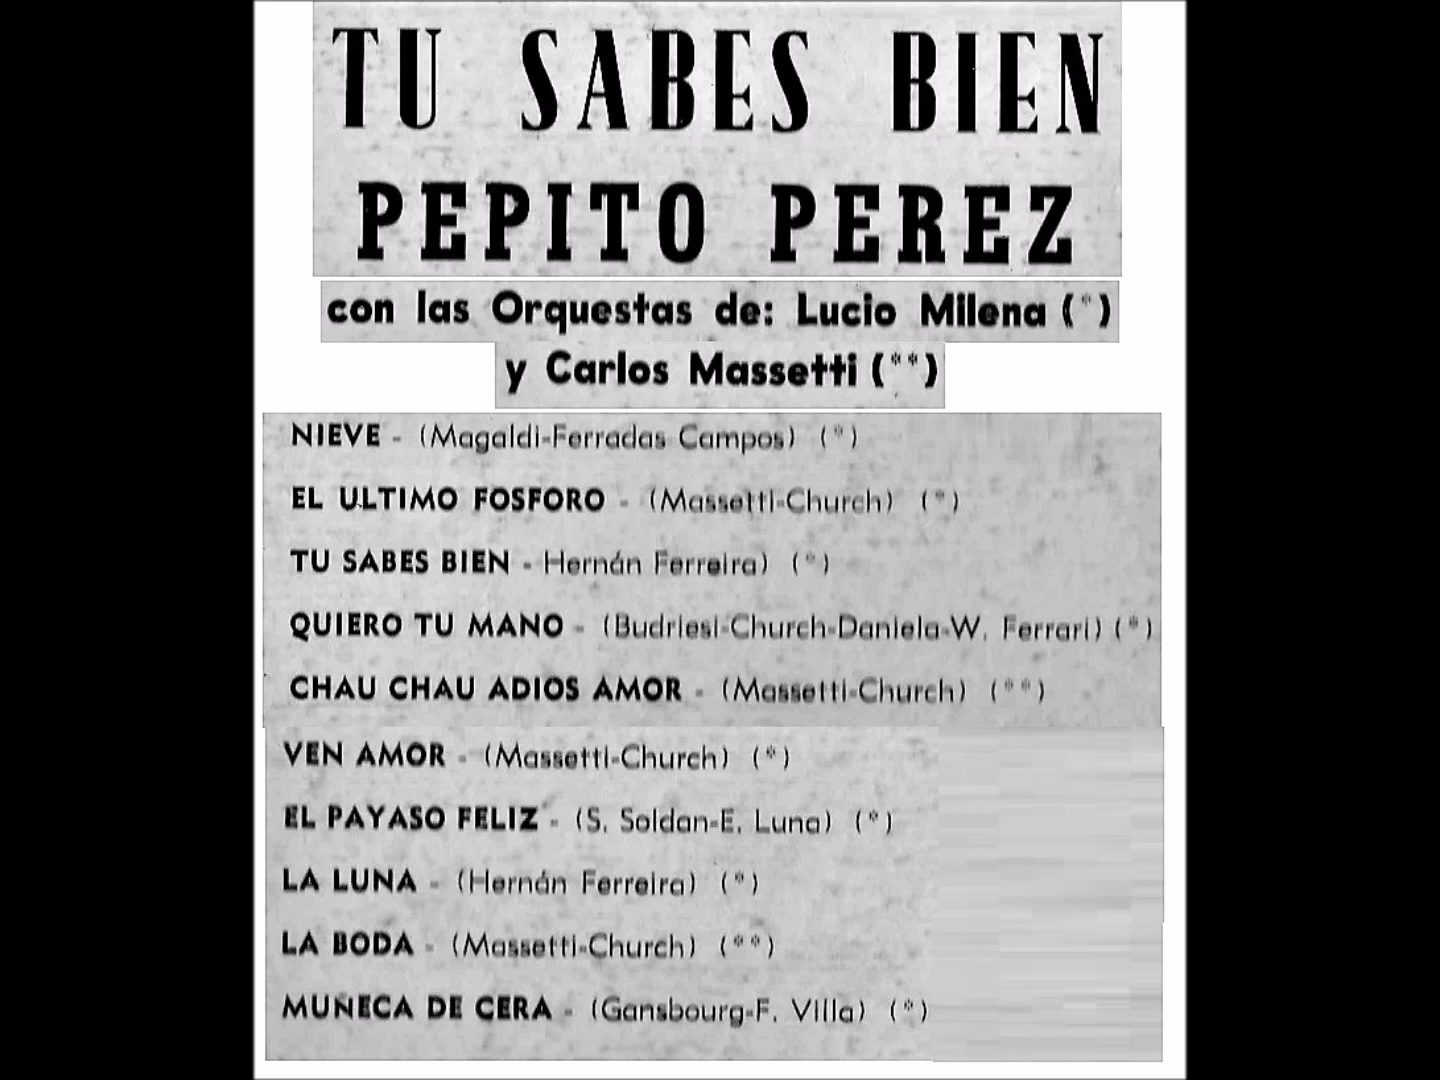 TU SABES BIEN
PEPITO PEREZ
con las Orquestas de: Lucio Milena (*)
y Carlos Massetti (**)
NIEVE - (Magaldi-Ferradas Campos) (*)
EL ULTIMO FOSFORO - (Massetti-Church) (*)
TU SABES BIEN - Hernán Ferreira) (*)
QUIERO TU MANO - (Budriesi-Church-Daniela-W. Ferrari) (*)
CHAU CHAU ADIOS AMOR - (Massetti-Church) (**)
VEN AMOR - (Massetti-Church) (*)
EL PAYASO FELIZ - (S. Soldan-E. Luna) (*)
LA LUNA - (Hernán Ferreira) (*)
LA BODA - (Massetti-Church) (**)
MUÑECA DE CERA - (Gansbourg-F. Villa) (*)